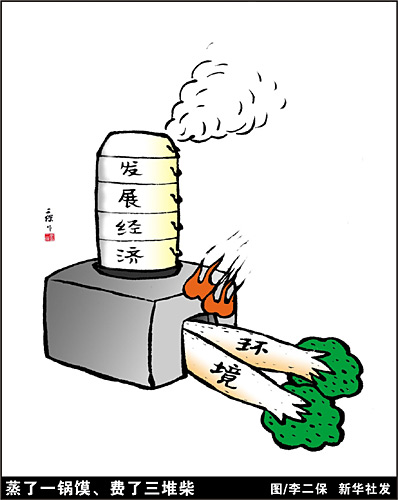 发
展
经
济
环
境
蒸了一锅馍、费了三堆柴
图/李二保 新华社发